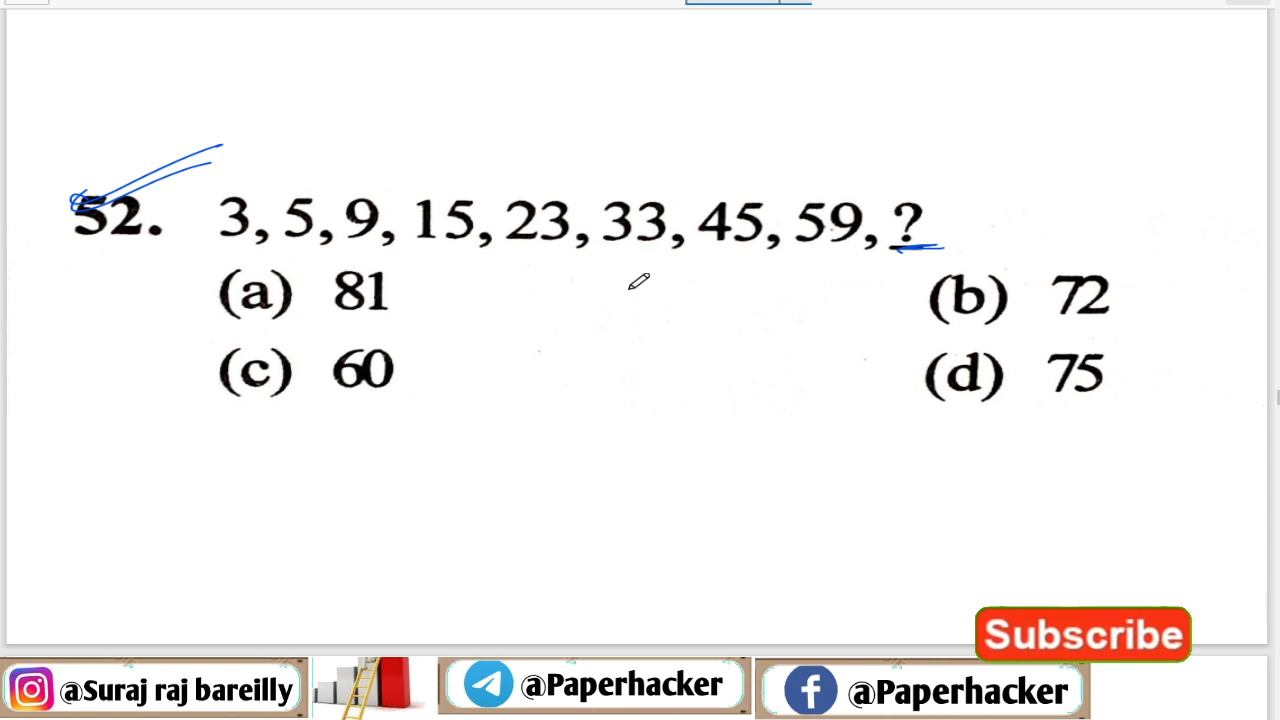 52. 3, 5, 9, 15, 23, 33, 45, 59, ?
(a) 81 (b) 72
(c) 60 (d) 75
Subscribe
@Suraj raj bareilly @Paperhacker @Paperhacker